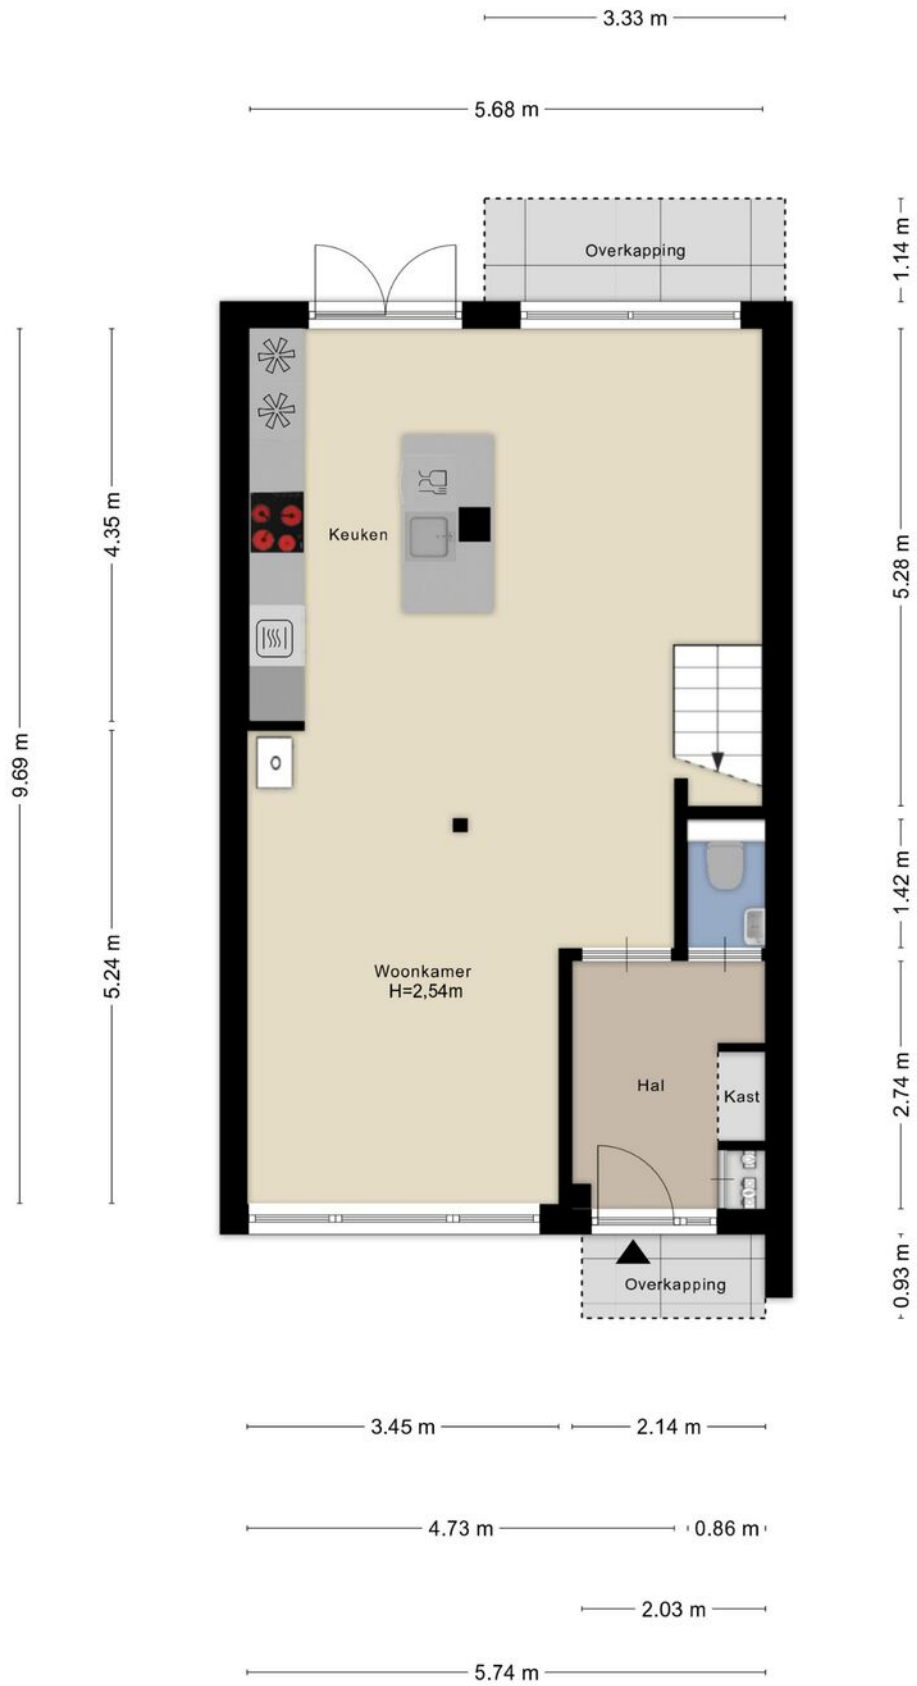 3.33 m
5.68 m
1.14 m
Overkapping
4.35 m
5.28 m
Keuken
9.69 m
1.42 m
5.24 m
Woonkamer
H=2,54m
2.74 m
Hal
Kast
0.93 m
Overkapping
3.45 m
2.14 m
4.73 m
0.86 m
2.03 m
5.74 m